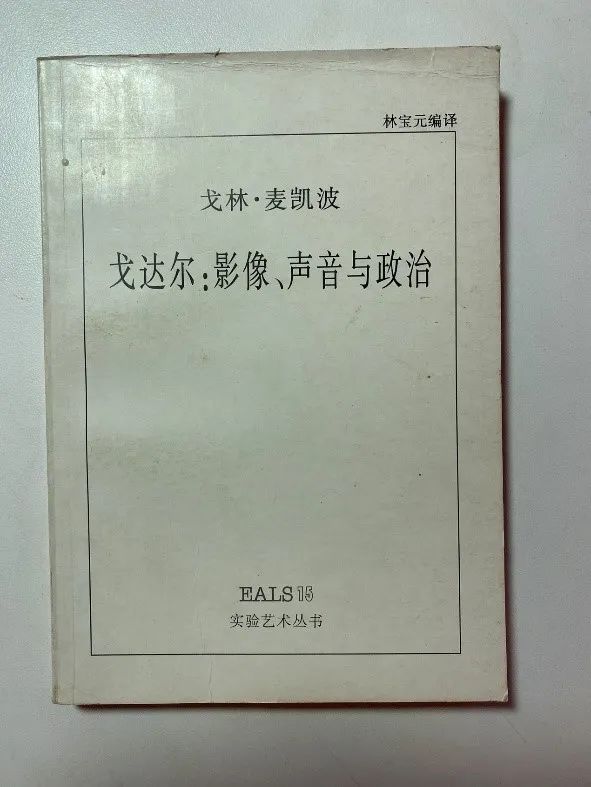 林宝元编译
戈林·麦凯波
戈达尔：影像、声音与政治
EALS 15
实验艺术丛书